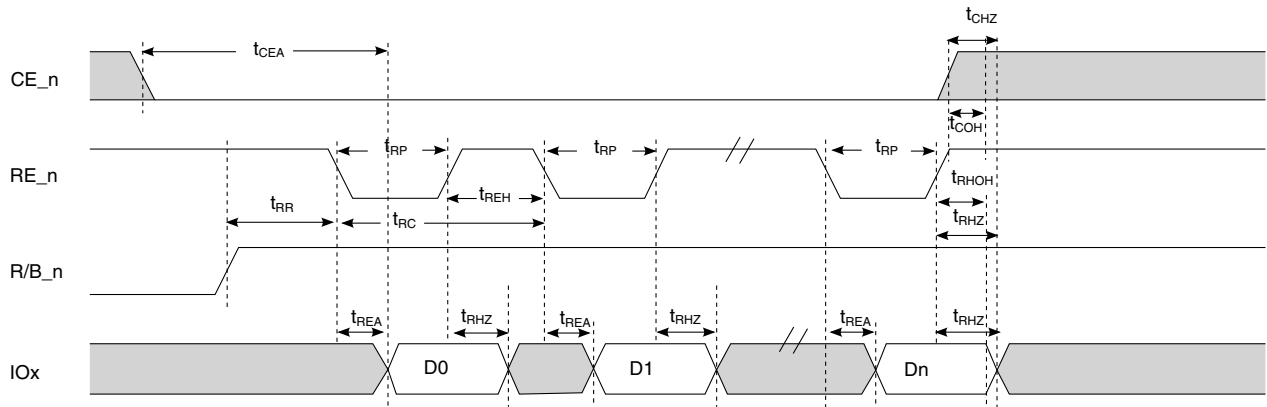 tCHZ
tCEA
CE_n
tCOH
tRP
tRP
tRP
RE_n
tREH
tRHOH
tRR
tRC
tRHZ
R/B_n
tREA
tRHZ
tREA
tRHZ
tREA
tRHZ
IOx
D0
D1
Dn